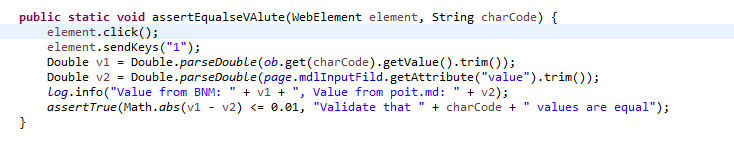 public static void assertEqualseVAlute(WebElement element, String charCode) {
element.click();
element.sendKeys("1");
Double v1 = Double.parseDouble(ob.get(charCode).getValue().trim());
Double v2 = Double.parseDouble(page.mdlInputFild.getAttribute("value").trim());
log.info("Value from BNM: " + v1 + ", Value from poit.md: " + v2);
assertTrue(Math.abs(v1 - v2) <= 0.01, "Validate that " + charCode + " values are equal");
}